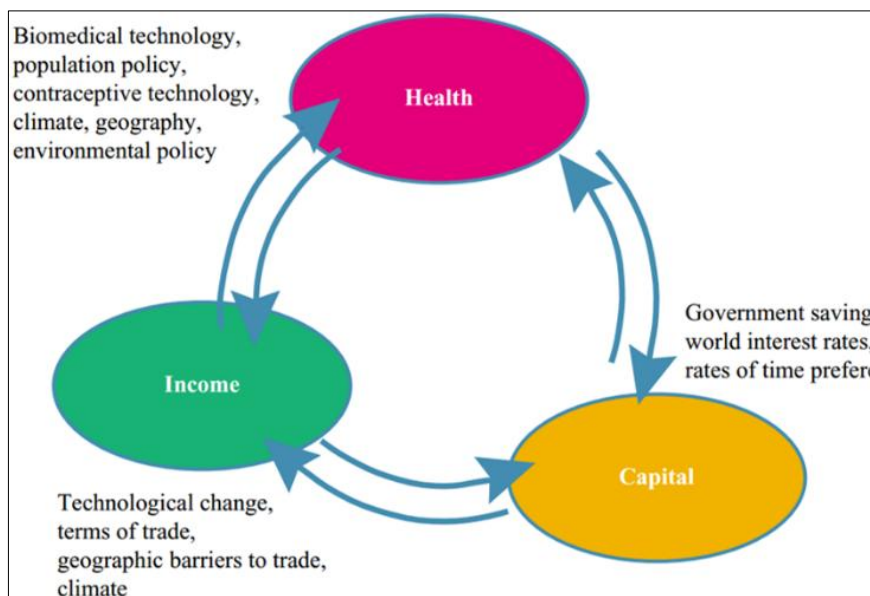 Biomedical technology,
population policy,
contraceptive technology,
climate, geography,
environmental policy
Health
Government saving
world interest rates,
rates of time
Income
Capital
Technological change,
terms of trade,
geographic barriers to trade,
climate